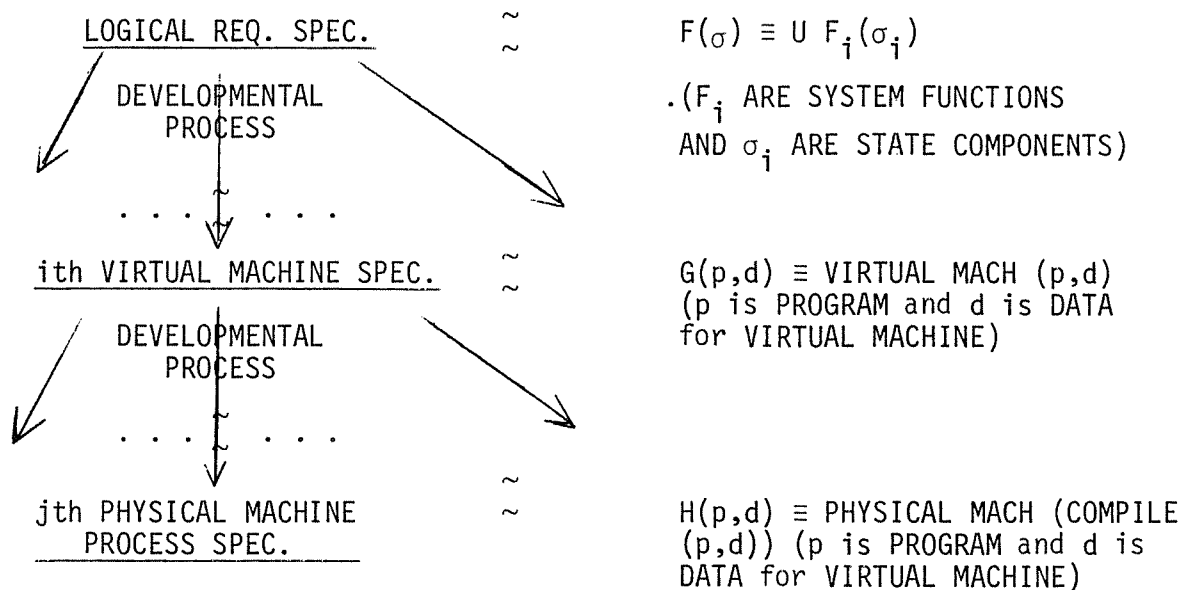 LOGICAL REQ. SPEC. ~ ~ F(σ) ≡ U F_i(σ_i)
DEVELOPMENTAL .(F_i ARE SYSTEM FUNCTIONS
PROCESS AND σ_i ARE STATE COMPONENTS)
~
. . . ~ . . .
ith VIRTUAL MACHINE SPEC. ~ ~ G(p,d) ≡ VIRTUAL MACH (p,d)
(p is PROGRAM and d is DATA
DEVELOPMENTAL for VIRTUAL MACHINE)
PROCESS
~
. . . ~ . . .
jth PHYSICAL MACHINE ~ ~ H(p,d) ≡ PHYSICAL MACH (COMPILE
PROCESS SPEC. (p,d)) (p is PROGRAM and d is
DATA for VIRTUAL MACHINE)